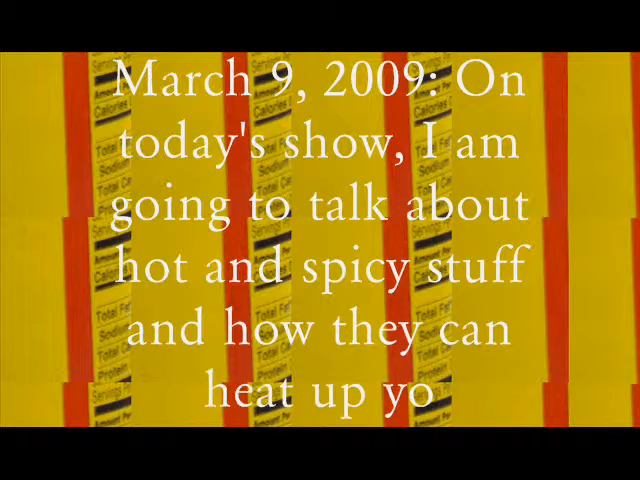 March 9, 2009: On
today's show, I am
going to talk about
hot and spicy stuff
and how they can
heat up yo